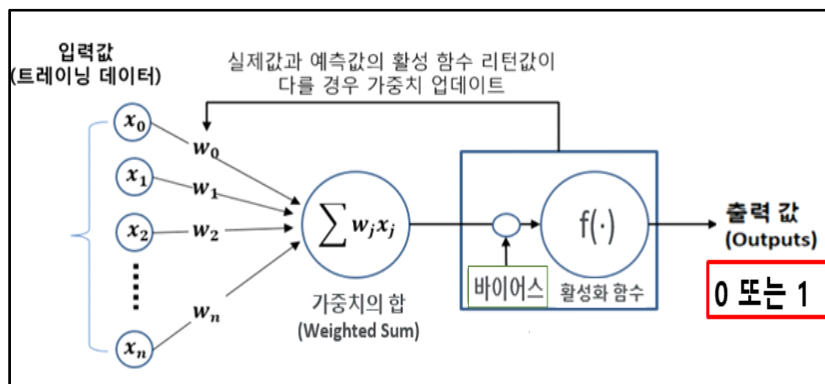 입력값
(트레이닝 데이터)
실제값과 예측값의 활성 함수 리턴값이
다를 경우 가중치 업데이트
x₀
w₀
x₁
w₁
x₂
w₂
xₙ
wₙ
∑ wⱼxⱼ
가중치의 합
(Weighted Sum)
바이어스
f(·)
활성화 함수
출력 값
(Outputs)
0 또는 1